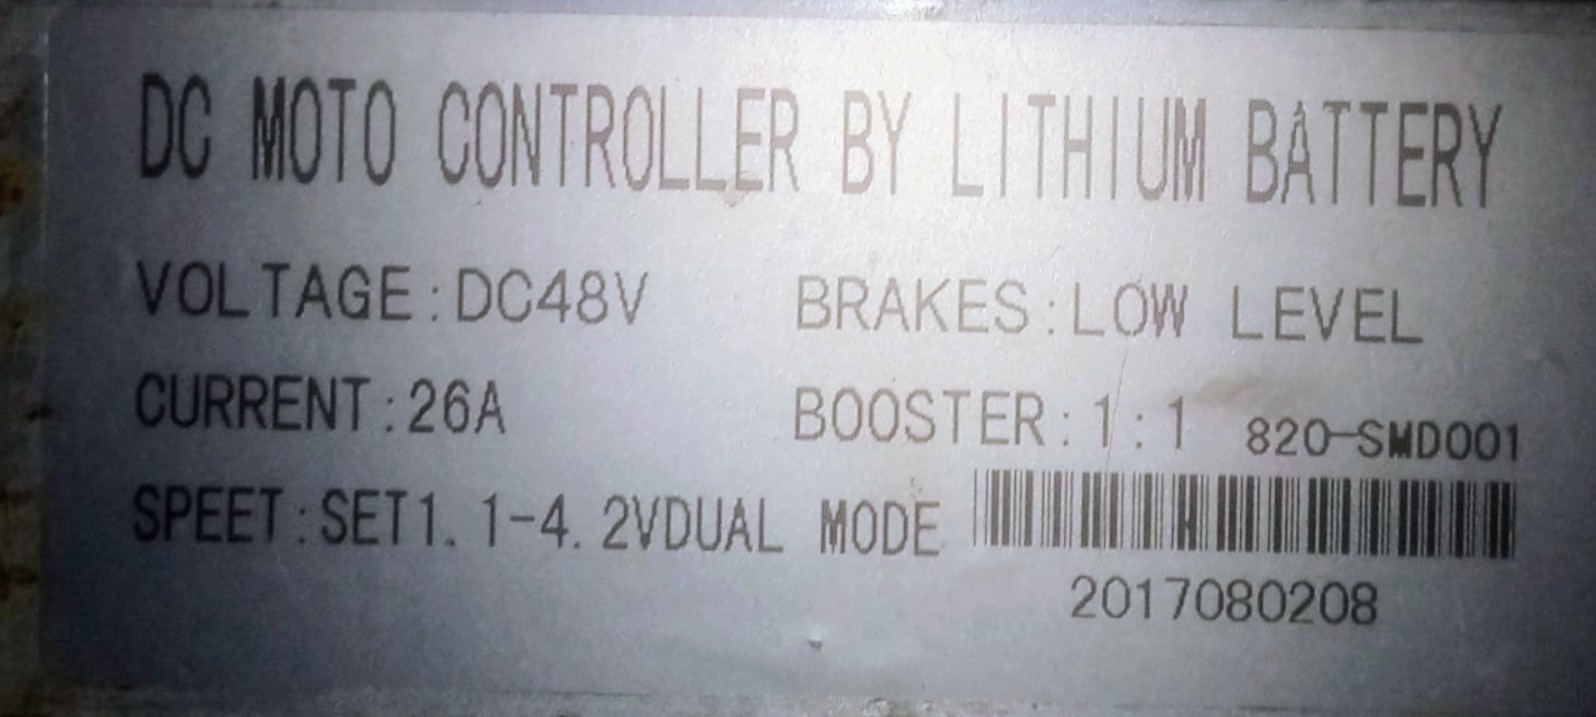 DC MOTO CONTROLLER BY LITHIUM BATTERY
VOLTAGE:DC48V BRAKES:LOW LEVEL
CURRENT:26A BOOSTER:1:1 820-SMD001
SPEET:SET1.1-4.2VDUAL MODE
2017080208